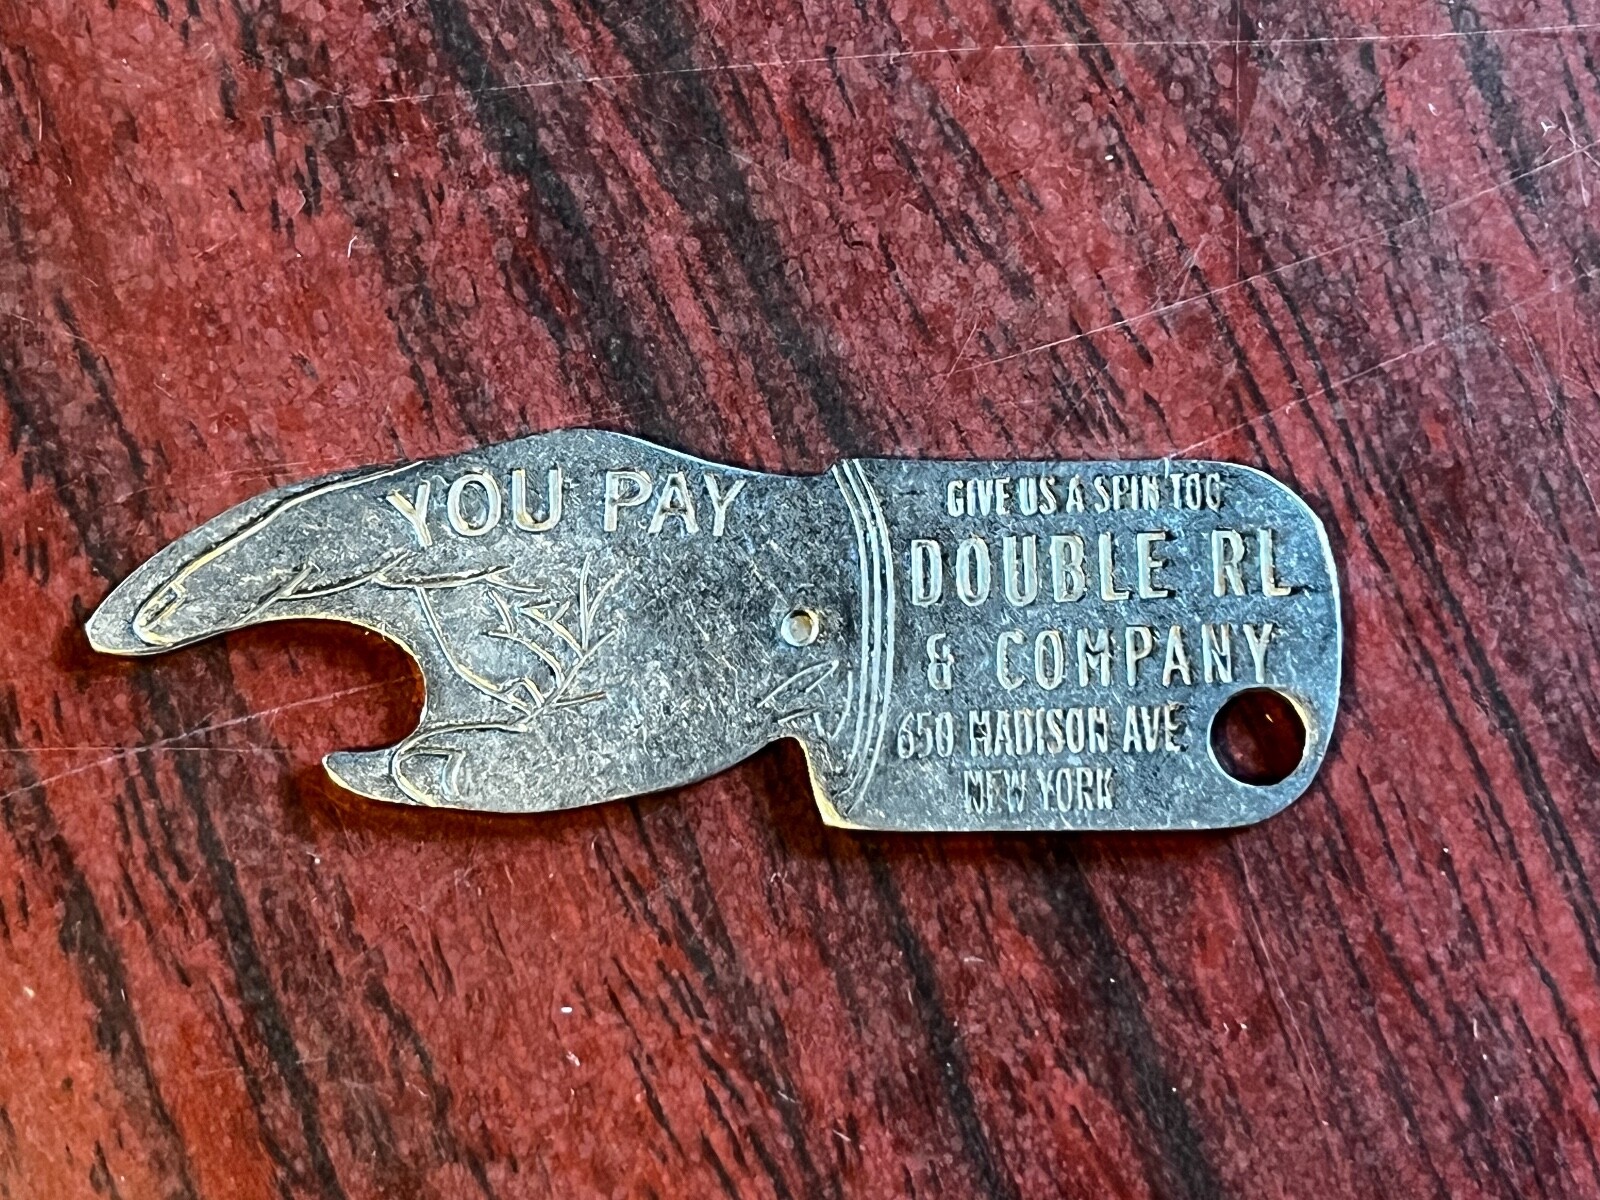 YOU PAY
GIVE US A SPIN TOO
DOUBLE RL
& COMPANY
650 MADISON AVE
NEW YORK